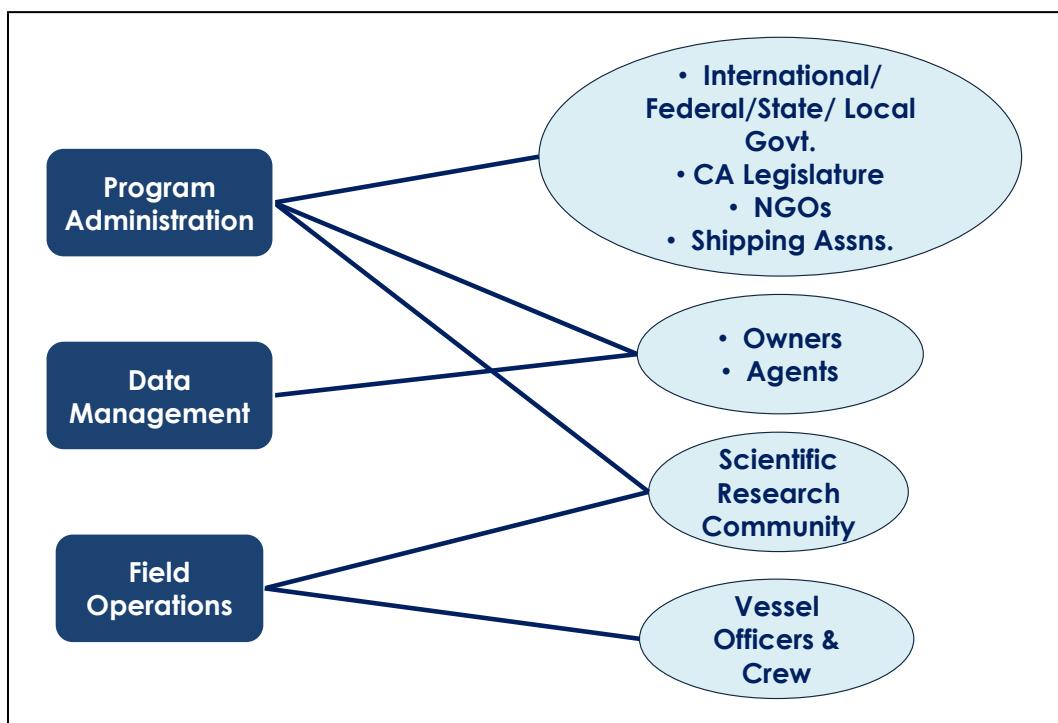 Program
Administration
Data
Management
Field
Operations
• International/
Federal/State/ Local
Govt.
• CA Legislature
• NGOs
• Shipping Assns.
• Owners
• Agents
Scientific
Research
Community
Vessel
Officers &
Crew